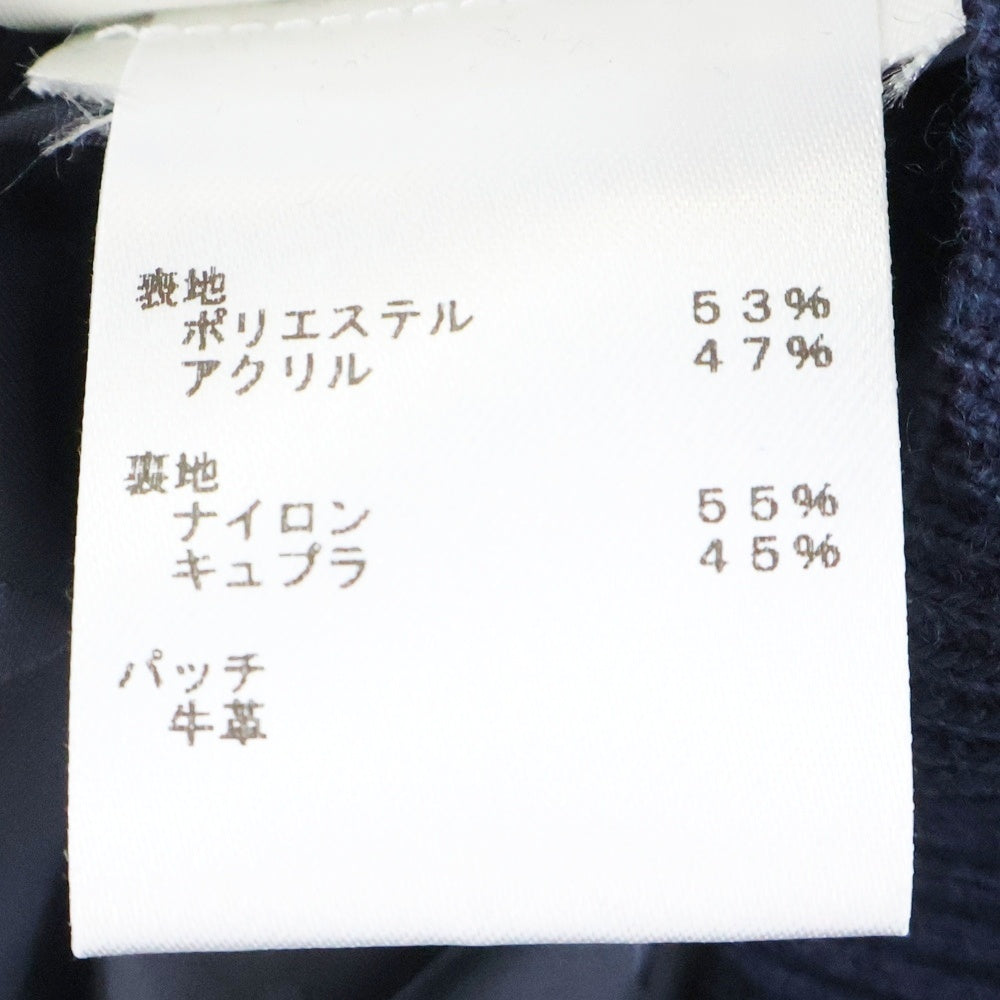 表地
ポリエステル 53%
アクリル 47%
裏地
ナイロン 55%
キュプラ 45%
パッチ
牛革